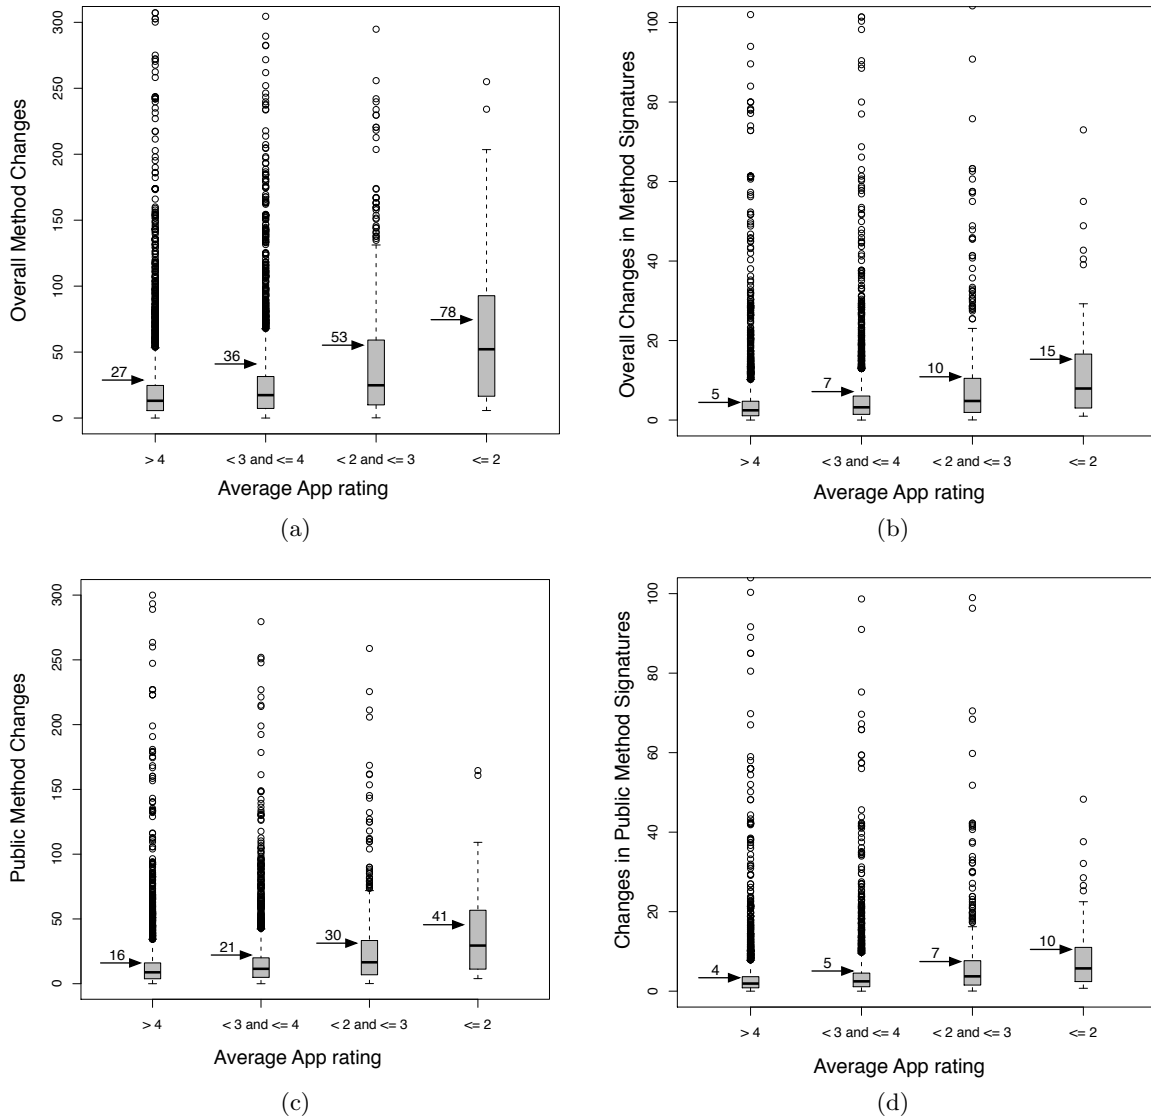 Overall Method Changes
300
250
200
150
100
50
0
27
36
53
78
> 4
< 3 and <= 4
< 2 and <= 3
<= 2
Average App rating
(a)
Overall Changes in Method Signatures
100
80
60
40
20
0
5
7
10
15
> 4
< 3 and <= 4
< 2 and <= 3
<= 2
Average App rating
(b)
Public Method Changes
300
250
200
150
100
50
0
16
21
30
41
> 4
< 3 and <= 4
< 2 and <= 3
<= 2
Average App rating
(c)
Changes in Public Method Signatures
100
80
60
40
20
0
4
5
7
10
> 4
< 3 and <= 4
< 2 and <= 3
<= 2
Average App rating
(d)